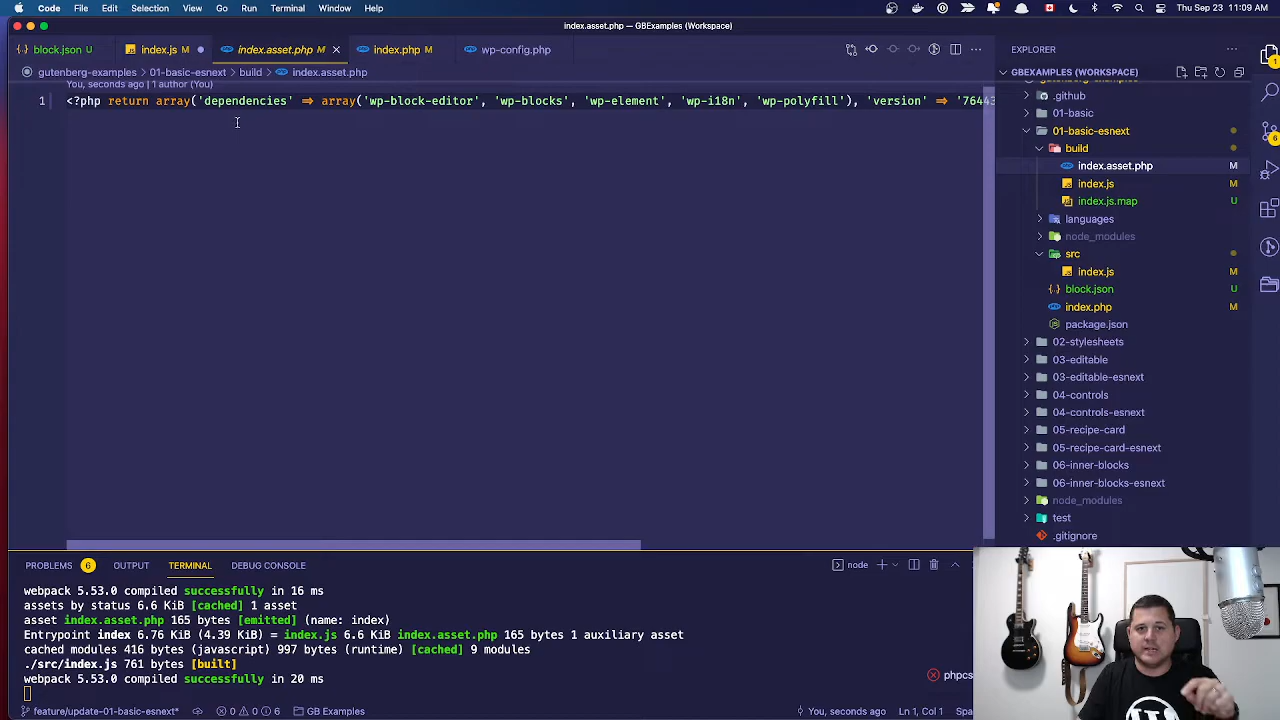 Code File Edit Selection View Go Run Terminal Window Help
Thu Sep 23 11:09 AM
index.asset.php — GBExamples (Workspace)
block.json U
index.js M
index.asset.php M
index.php M
wp-config.php
gutenberg-examples > 01-basic-esnext > build > index.asset.php
You, seconds ago | 1 author (You)
1 <?php return array('dependencies' => array('wp-block-editor', 'wp-blocks', 'wp-element', 'wp-i18n', 'wp-polyfill'), 'version' => '76443
EXPLORER
GBEXAMPLES (WORKSPACE)
.github
01-basic
01-basic-esnext
build
index.asset.php M
index.js M
index.js.map U
languages
node_modules
src
index.js
block.json U
index.php M
package.json
02-stylesheets
03-editable
03-editable-esnext
04-controls
04-controls-esnext
05-recipe-card
05-recipe-card-esnext
06-inner-blocks
06-inner-blocks-esnext
node_modules
test
.gitignore
1
6
PROBLEMS 6 OUTPUT TERMINAL DEBUG CONSOLE
node
webpack 5.53.0 compiled successfully in 16 ms
assets by status 6.6 KiB [cached] 1 asset
asset index.asset.php 165 bytes [emitted] (name: index)
Entrypoint index 6.76 KiB (4.39 KiB) = index.js 6.6 KiB index.asset.php 165 bytes 1 auxiliary asset
cached modules 416 bytes (javascript) 997 bytes (runtime) [cached] 9 modules
./src/index.js 761 bytes [built]
webpack 5.53.0 compiled successfully in 20 ms
phpcs
feature/update-01-basic-esnext* 0 0 6 GB Examples
You, seconds ago Ln 1, Col 1 Spa